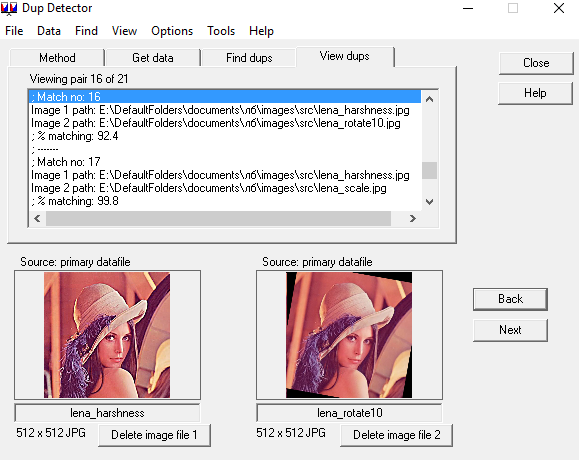 Dup Detector
File Data Find View Options Tools Help
Method Get data Find dups View dups
Viewing pair 16 of 21
; Match no: 16
Image 1 path: E:\DefaultFolders\documents\лб\images\src\lena_harshness.jpg
Image 2 path: E:\DefaultFolders\documents\лб\images\src\lena_rotate10.jpg
; % matching: 92.4
; -------
; Match no: 17
Image 1 path: E:\DefaultFolders\documents\лб\images\src\lena_harshness.jpg
Image 2 path: E:\DefaultFolders\documents\лб\images\src\lena_scale.jpg
; % matching: 99.8
Close
Help
Source: primary datafile Source: primary datafile
Back
Next
lena_harshness lena_rotate10
512 x 512 JPG Delete image file 1 512 x 512 JPG Delete image file 2